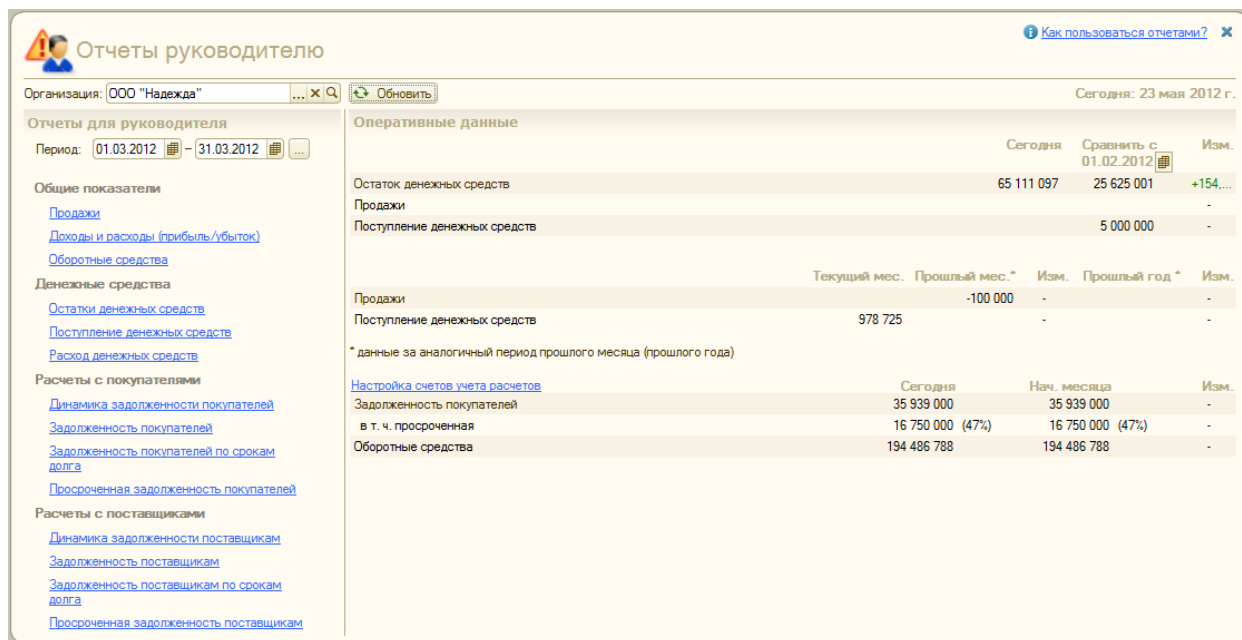 Отчеты руководителю
Как пользоваться отчетами?
Организация: ООО "Надежда" ... Обновить Сегодня: 23 мая 2012 г.
Отчеты для руководителя
Период: 01.03.2012 – 31.03.2012 ...
Общие показатели
Продажи
Доходы и расходы (прибыль/убыток)
Оборотные средства
Денежные средства
Остатки денежных средств
Поступление денежных средств
Расход денежных средств
Расчеты с покупателями
Динамика задолженности покупателей
Задолженность покупателей
Задолженность покупателей по срокам
долга
Просроченная задолженность покупателей
Расчеты с поставщиками
Динамика задолженности поставщикам
Задолженность поставщикам
Задолженность поставщикам по срокам
долга
Просроченная задолженность поставщикам
Оперативные данные
Сегодня Сравнить с Изм.
01.02.2012
Остаток денежных средств 65 111 097 25 625 001 +154,...
Продажи -
Поступление денежных средств 5 000 000 -
Текущий мес. Прошлый мес.* Изм. Прошлый год * Изм.
Продажи -100 000 - -
Поступление денежных средств 978 725 - -
* данные за аналогичный период прошлого месяца (прошлого года)
Настройка счетов учета расчетов Сегодня Нач. месяца Изм.
Задолженность покупателей 35 939 000 35 939 000 -
в т. ч. просроченная 16 750 000 (47%) 16 750 000 (47%) -
Оборотные средства 194 486 788 194 486 788 -